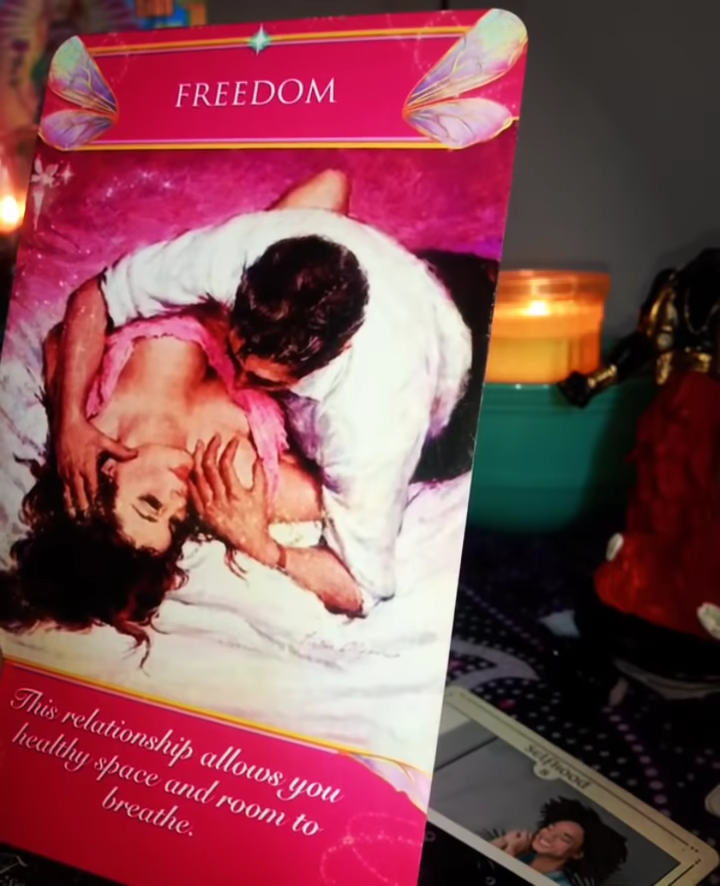 FREEDOM
This relationship allows you
healthy space and room to
breathe.
selfhood